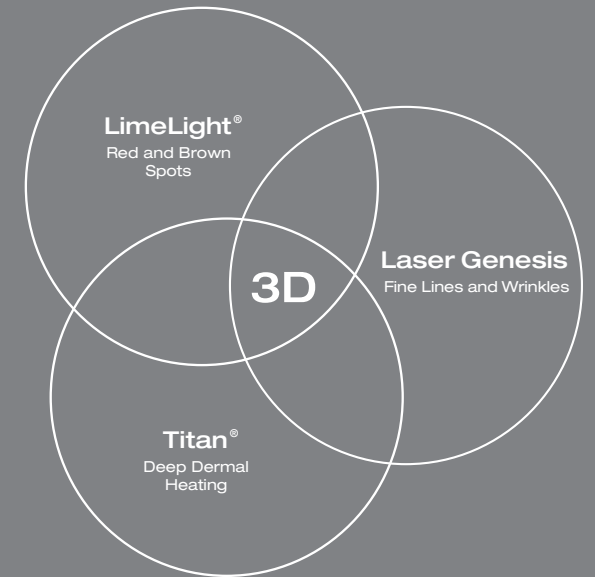 LimeLight®
Red and Brown
Spots
3D
Laser Genesis
Fine Lines and Wrinkles
Titan®
Deep Dermal
Heating